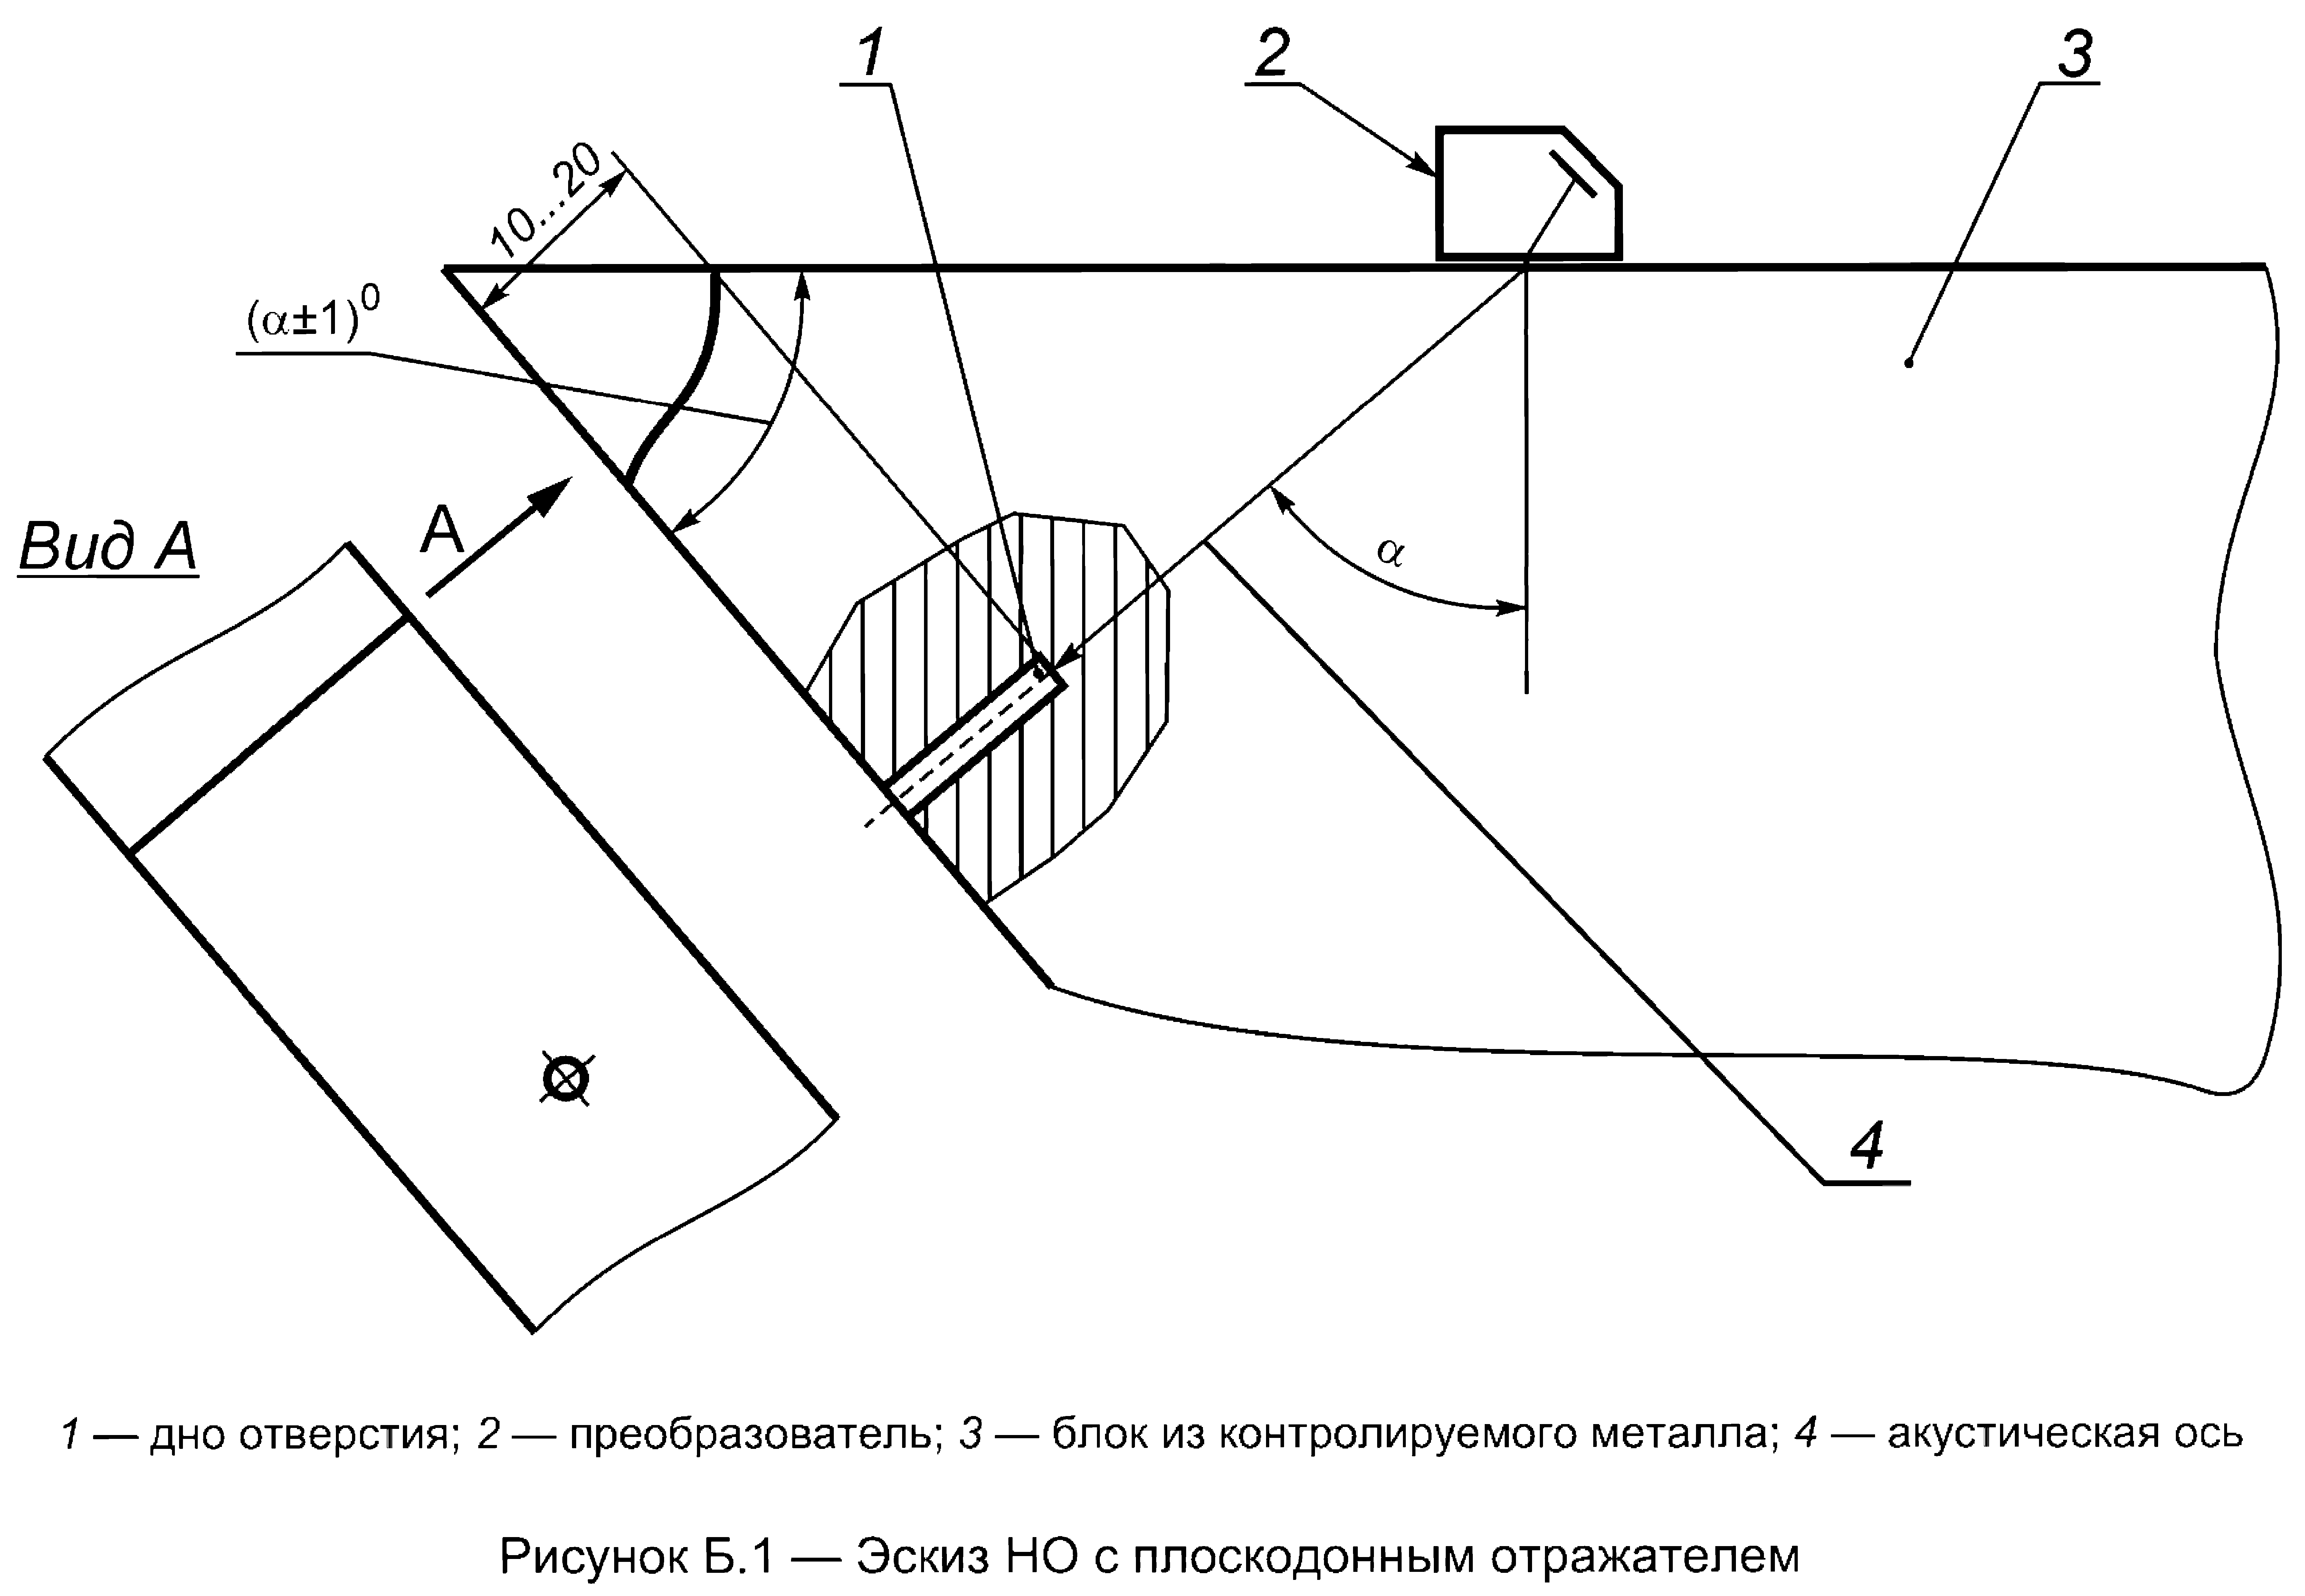 1
2
3
10...20
(α±1)⁰
А
Вид А
α
4
1 — дно отверстия; 2 — преобразователь; 3 — блок из контролируемого металла; 4 — акустическая ось
Рисунок Б.1 — Эскиз НО с плоскодонным отражателем